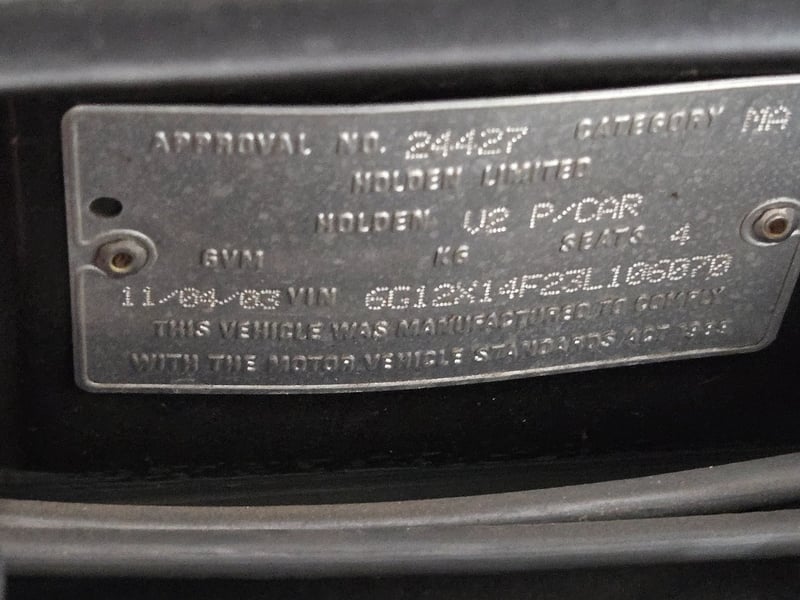 APPROVAL NO. 24427 CATEGORY MA
HOLDEN LIMITED
HOLDEN V2 P/CAR
GVM KG SEATS 4
11/04/03 VIN 6G12X14F23L106070
THIS VEHICLE WAS MANUFACTURED TO COMPLY
WITH THE MOTOR VEHICLE STANDARDS ACT 1989